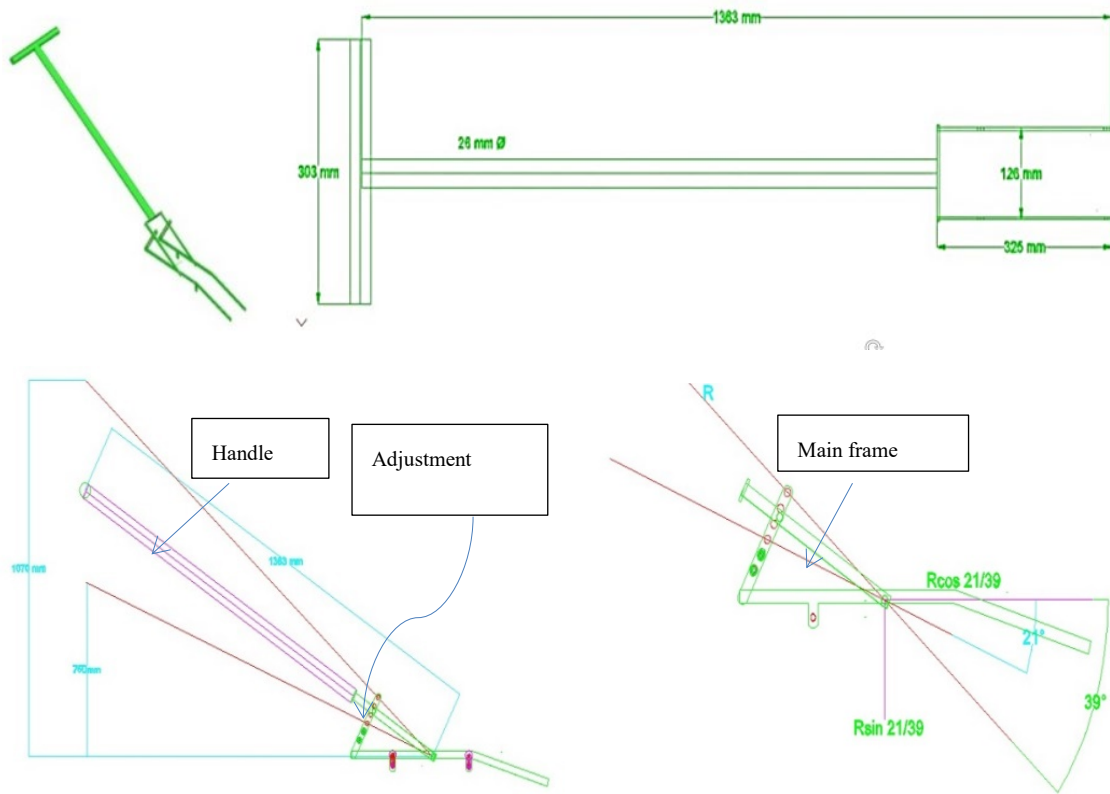 1363 mm
26 mm Ø
303 mm
126 mm
325 mm
Handle
Adjustment
1363 mm
R
Main frame
Rcos 21/39
21°
39°
Rsin 21/39